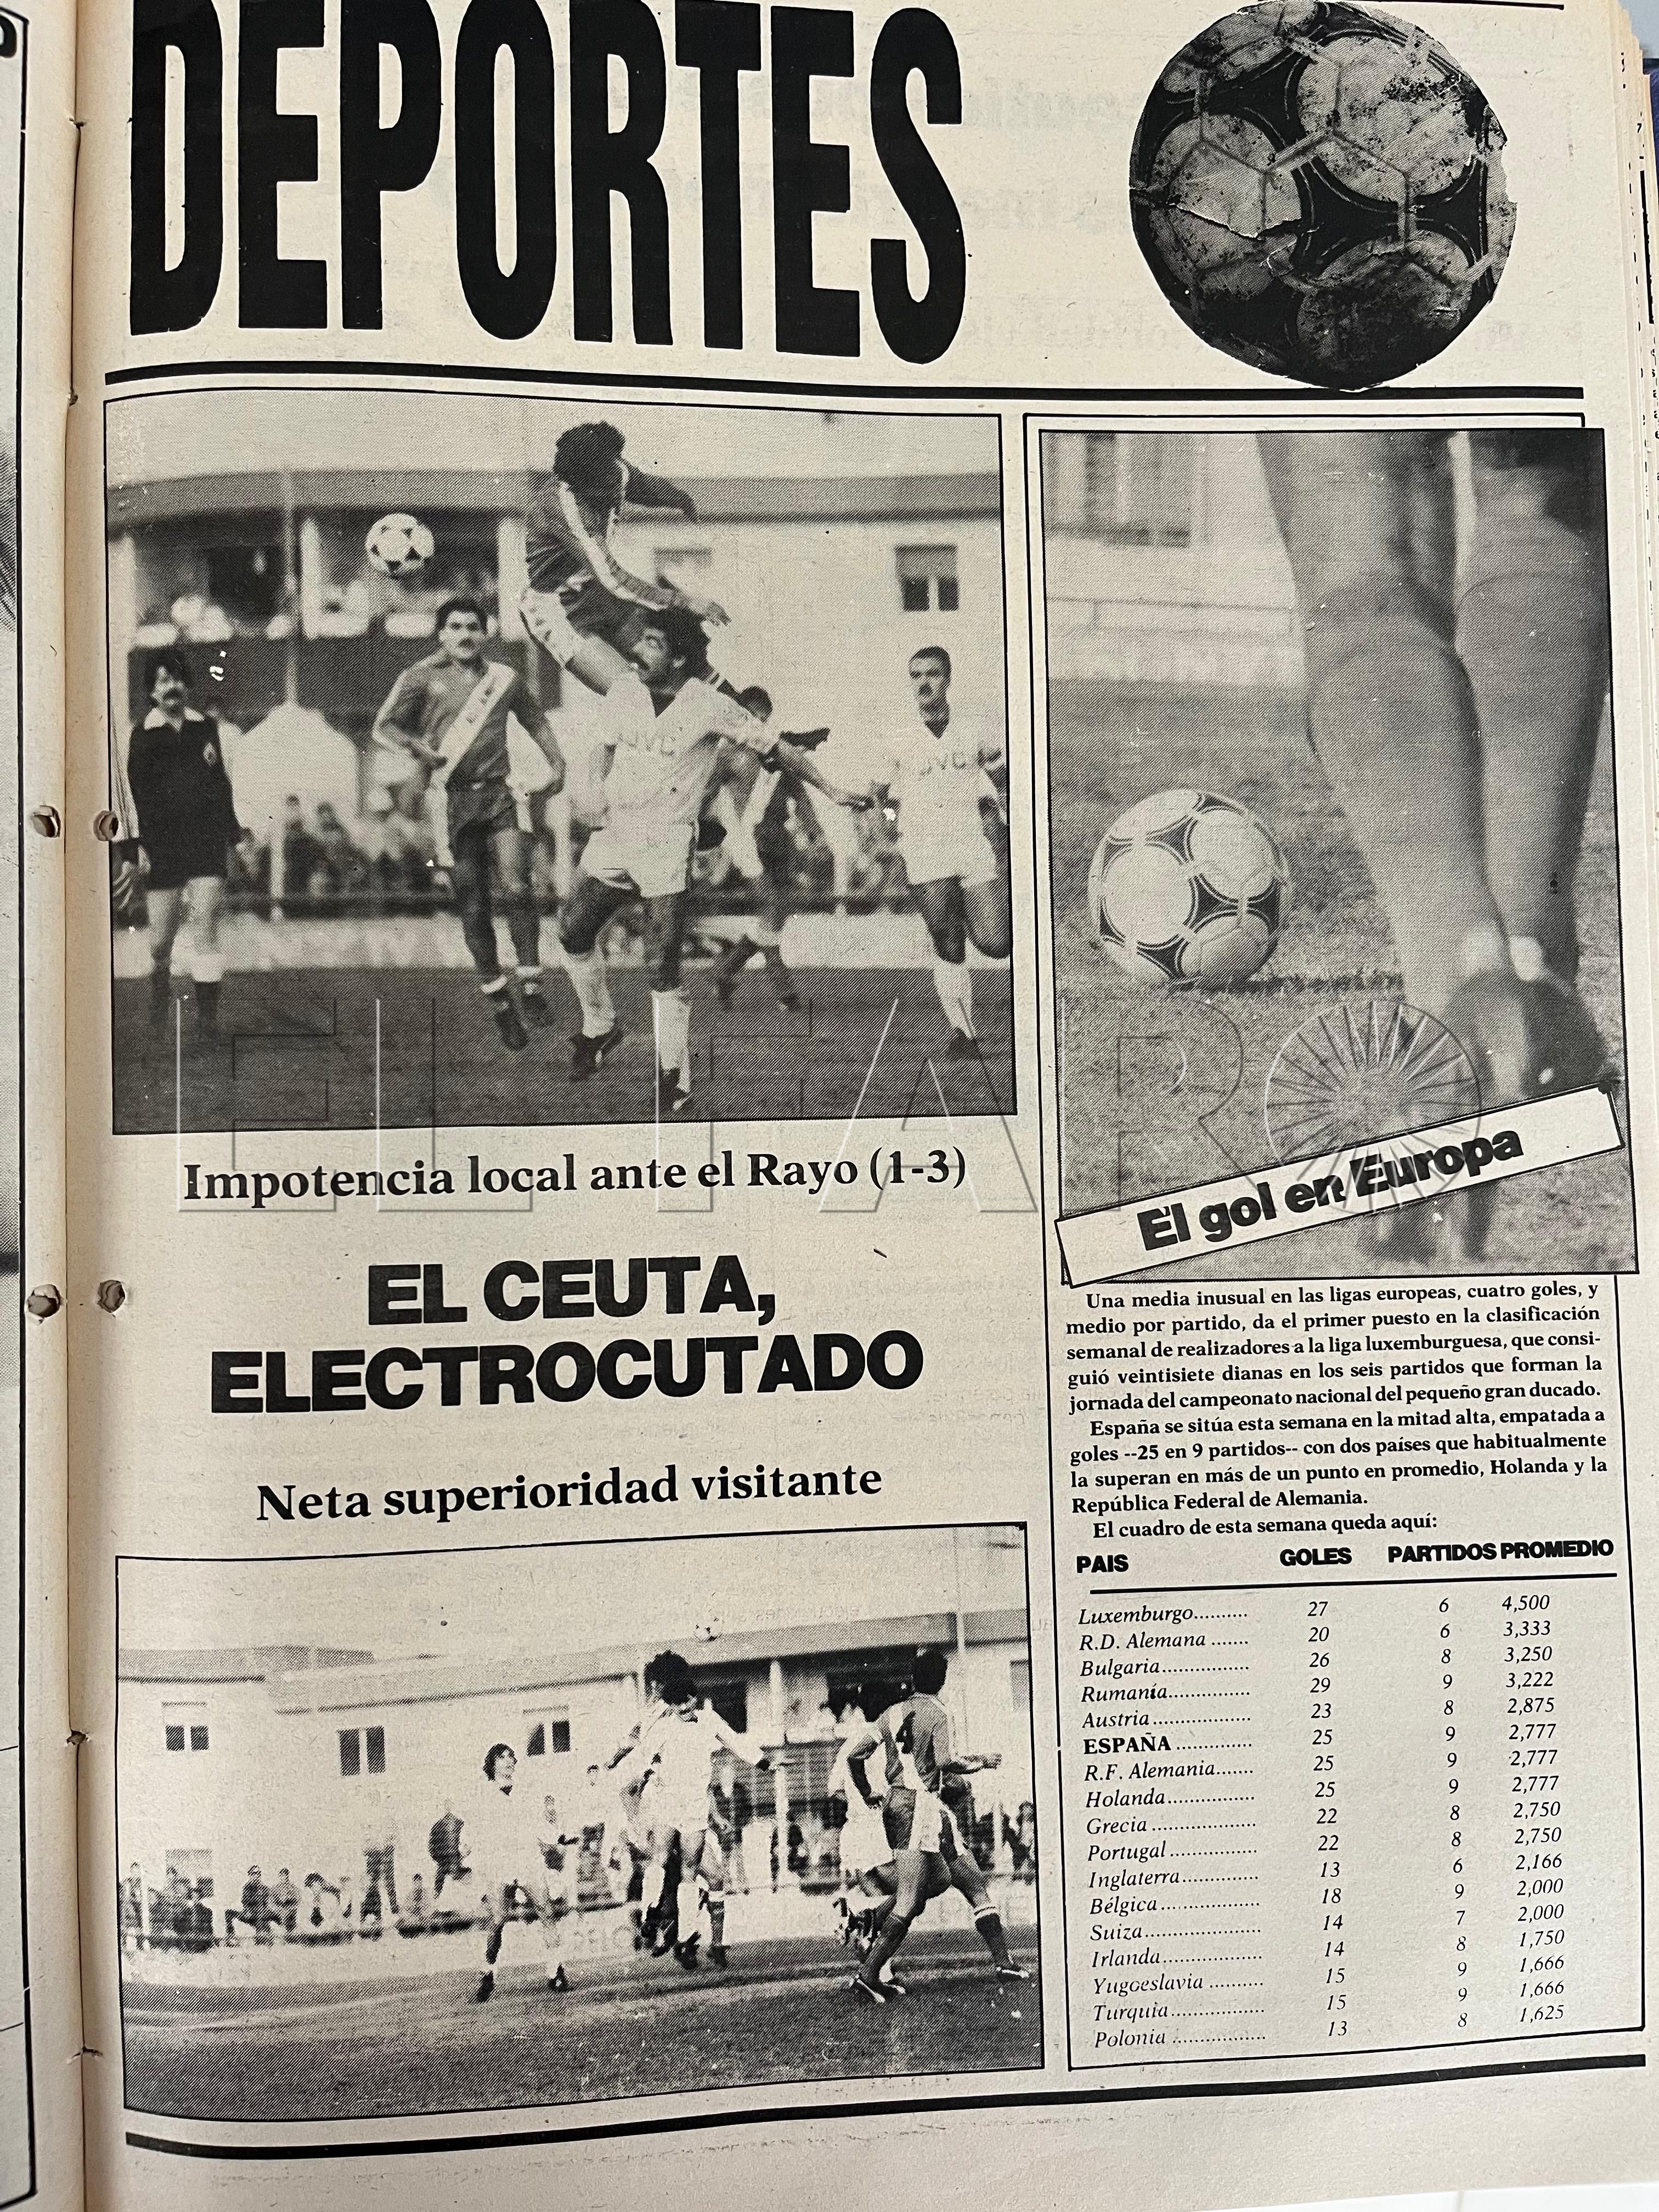 DEPORTES
Impotencia local ante el Rayo (1-3)
EL CEUTA,
ELECTROCUTADO
Neta superioridad visitante
EL FARO
El gol en Europa
Una media inusual en las ligas europeas, cuatro goles, y
medio por partido, da el primer puesto en la clasificación
semanal de realizadores a la liga luxemburguesa, que consi-
guió veintisiete dianas en los seis partidos que forman la
jornada del campeonato nacional del pequeño gran ducado.
España se sitúa esta semana en la mitad alta, empatada a
goles --25 en 9 partidos-- con dos países que habitualmente
la superan en más de un punto en promedio, Holanda y la
República Federal de Alemania.
El cuadro de esta semana queda aquí:
PAIS GOLES PARTIDOS PROMEDIO
Luxemburgo.......... 27 6 4,500
R.D. Alemana ....... 20 6 3,333
Bulgaria................ 26 8 3,250
Rumanía............... 29 9 3,222
Austria .................. 23 8 2,875
ESPAÑA .............. 25 9 2,777
R.F. Alemania....... 25 9 2,777
Holanda................ 25 9 2,777
Grecia ................... 22 8 2,750
Portugal ................ 22 8 2,750
Inglaterra.............. 13 6 2,166
Bélgica................... 18 9 2,000
Suiza...................... 14 7 2,000
Irlanda................... 14 8 1,750
Yugoeslavia .......... 15 9 1,666
Turquia.................. 15 9 1,666
Polonia ................. 13 8 1,625